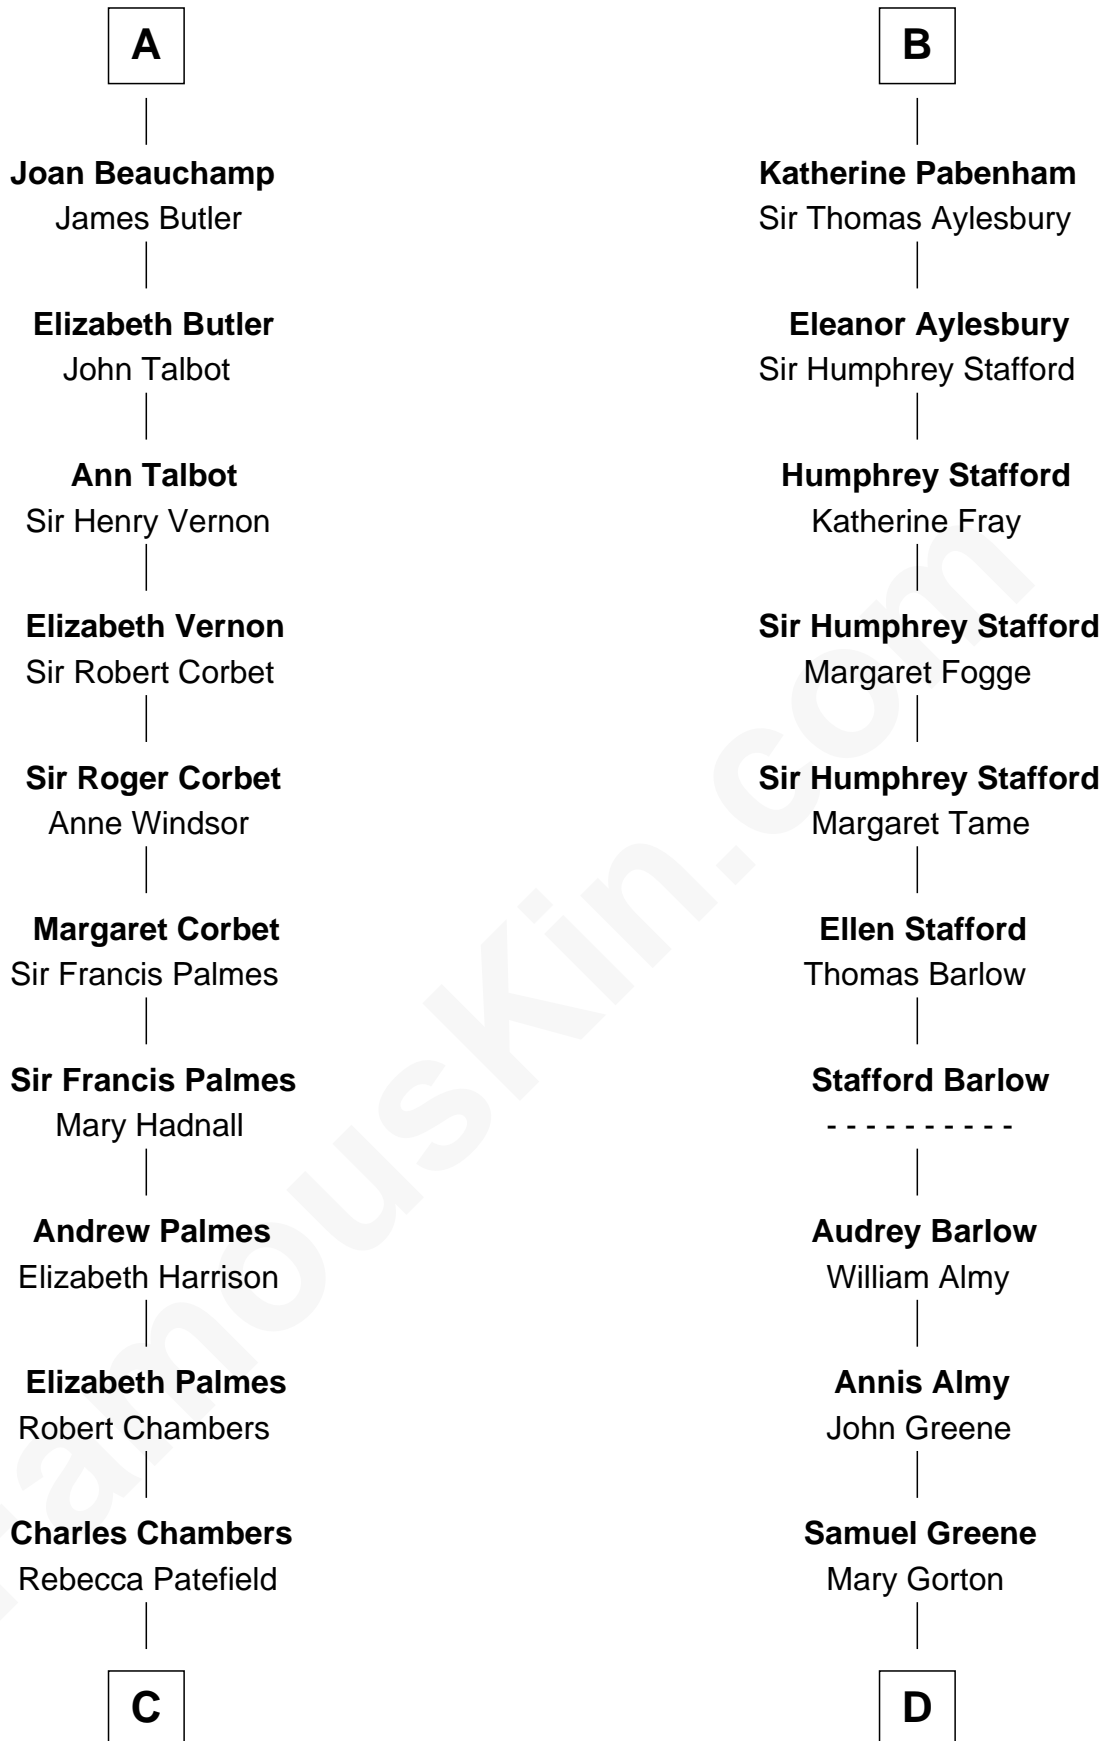 A
Joan Beauchamp
James Butler
Elizabeth Butler
John Talbot
Ann Talbot
Sir Henry Vernon
Elizabeth Vernon
Sir Robert Corbet
Sir Roger Corbet
Anne Windsor
Margaret Corbet
Sir Francis Palmes
Sir Francis Palmes
Mary Hadnall
Andrew Palmes
Elizabeth Harrison
Elizabeth Palmes
Robert Chambers
Charles Chambers
Rebecca Patefield
C
B
Katherine Pabenham
Sir Thomas Aylesbury
Eleanor Aylesbury
Sir Humphrey Stafford
Humphrey Stafford
Katherine Fray
Sir Humphrey Stafford
Margaret Fogge
Sir Humphrey Stafford
Margaret Tame
Ellen Stafford
Thomas Barlow
Stafford Barlow
- - - - - - - - - -
Audrey Barlow
William Almy
Annis Almy
John Greene
Samuel Greene
Mary Gorton
D
FamousKin.com